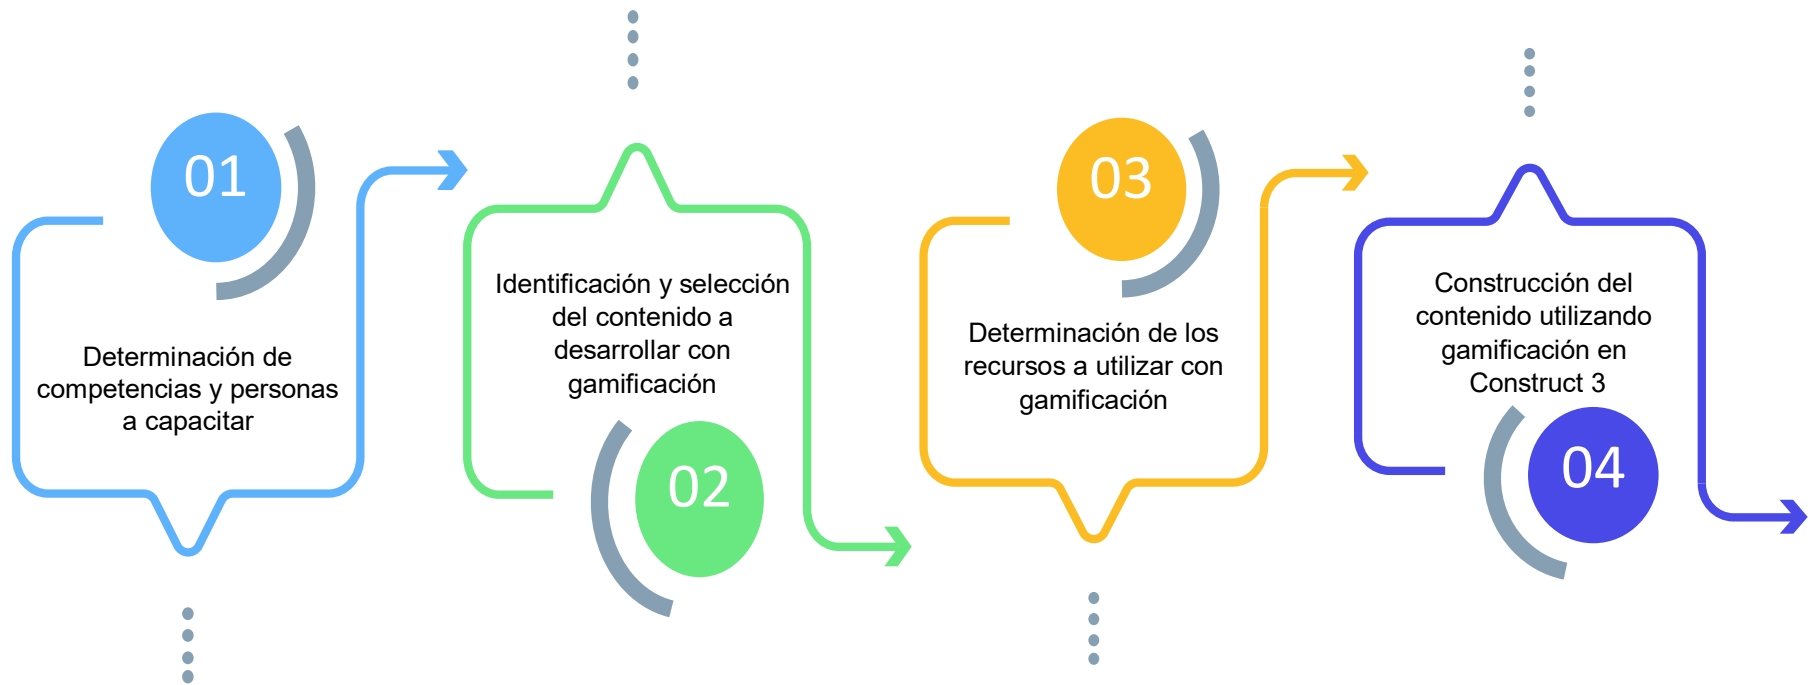 01
Determinación de
competencias y personas
a capacitar
Identificación y selección
del contenido a
desarrollar con
gamificación
02
03
Determinación de los
recursos a utilizar con
gamificación
Construcción del
contenido utilizando
gamificación en
Construct 3
04